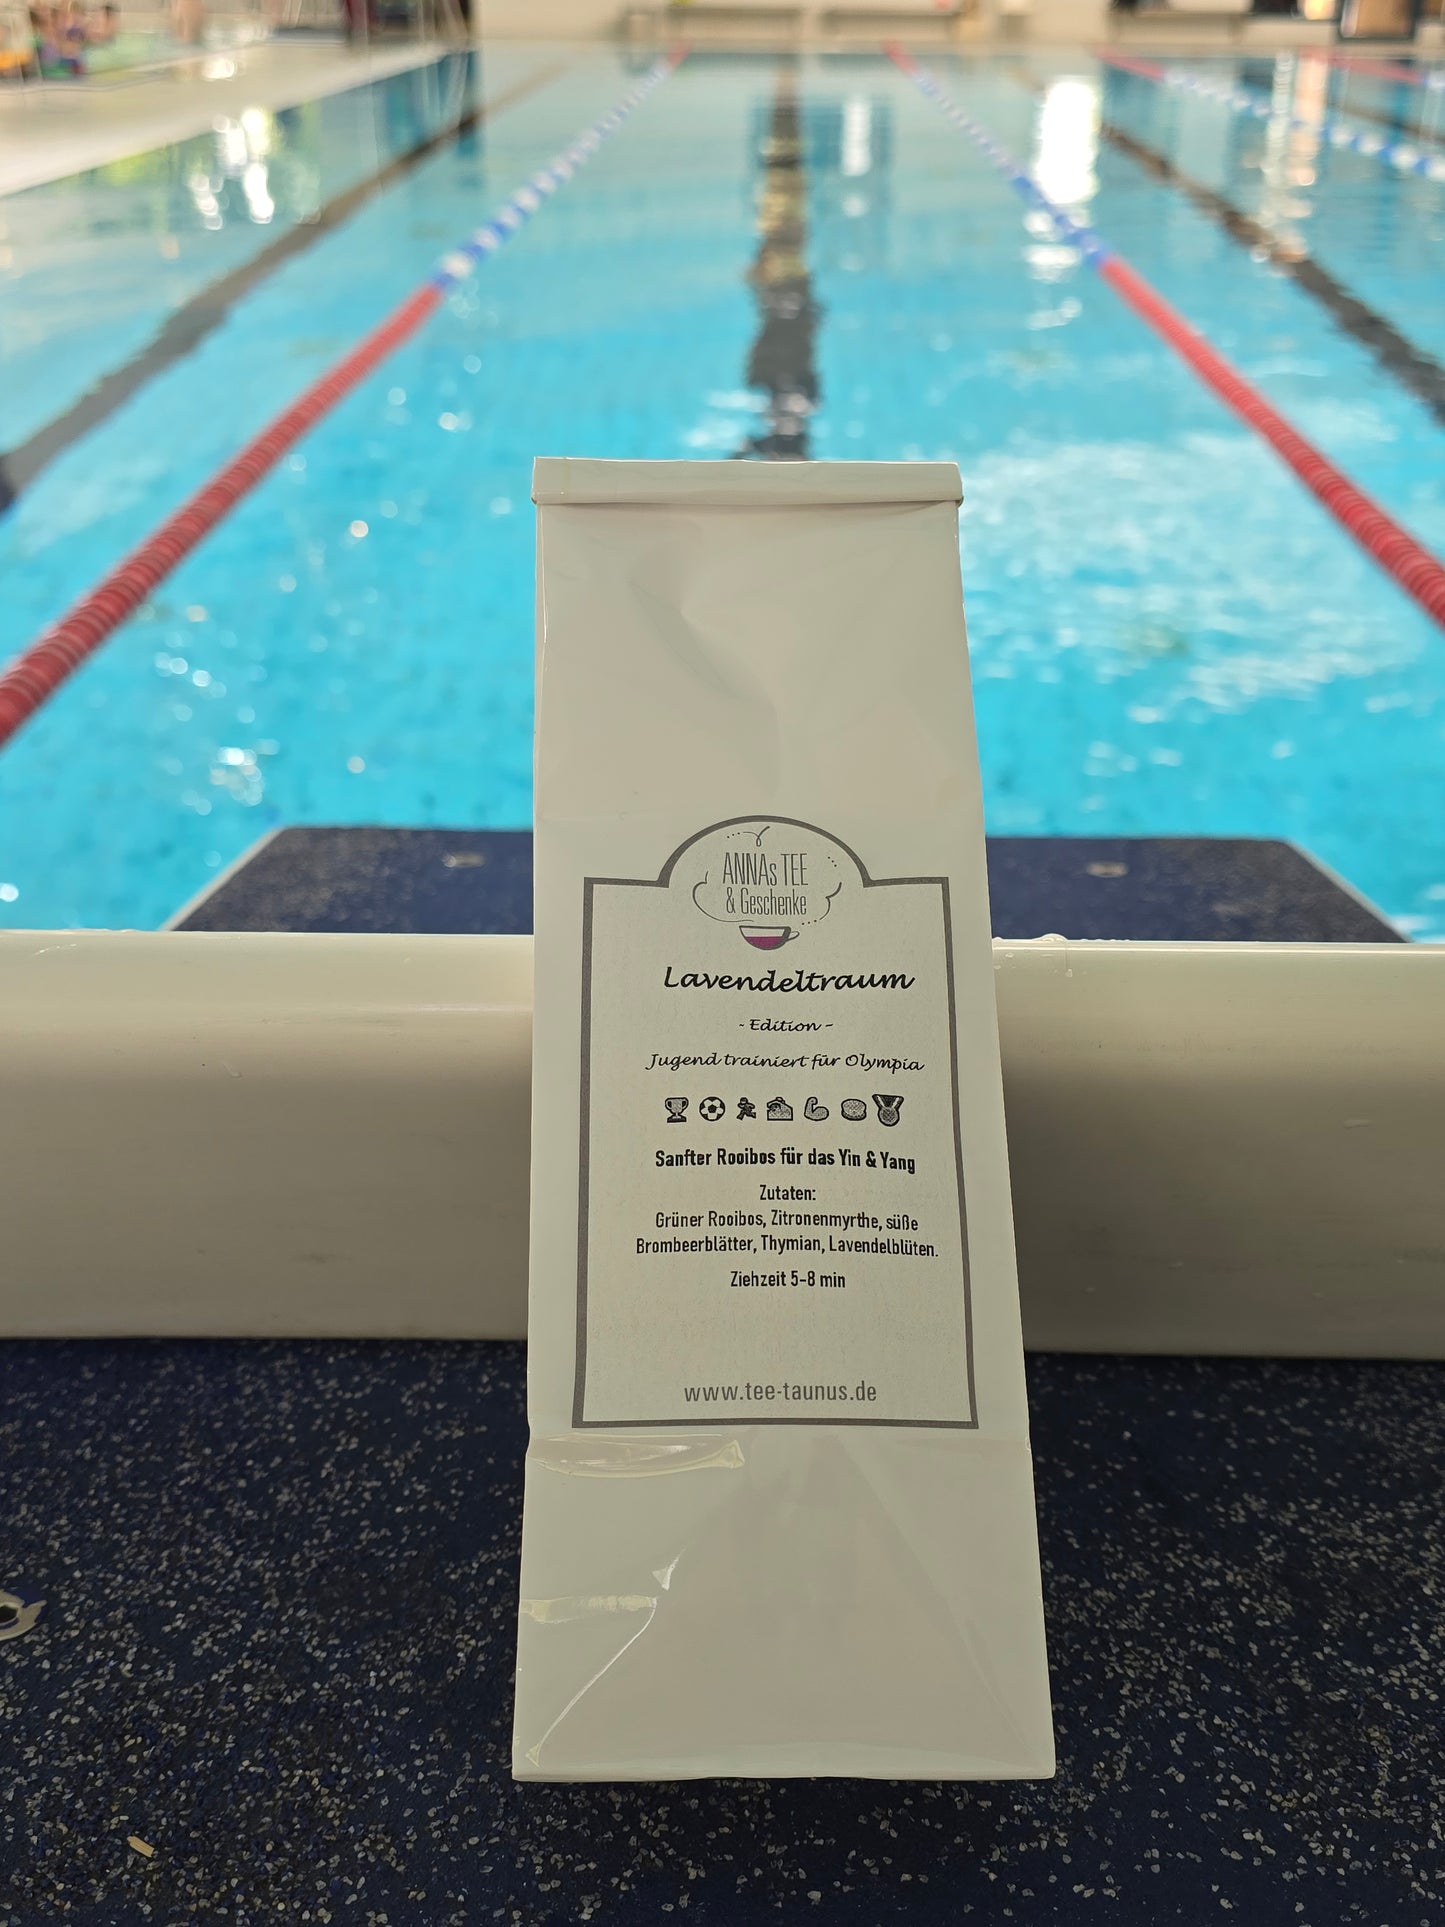 ANNAs TEE
& Geschenke
Lavendeltraum
- Edition -
Jugend trainiert für Olympia
Sanfter Rooibos für das Yin & Yang
Zutaten:
Grüner Rooibos, Zitronenmyrthe, süße
Brombeerblätter, Thymian, Lavendelblüten.
Ziehzeit 5-8 min
www.tee-taunus.de